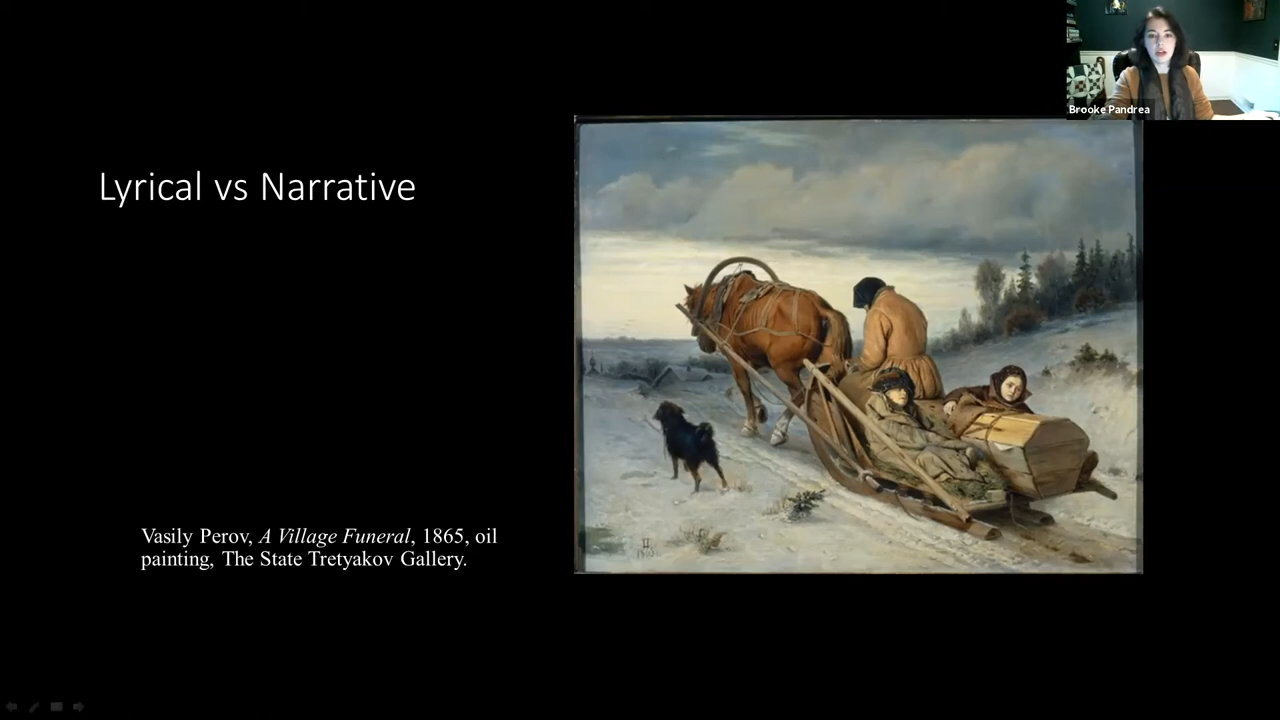 Brooke Pandrea
Lyrical vs Narrative
Vasily Perov, A Village Funeral, 1865, oil
painting, The State Tretyakov Gallery.